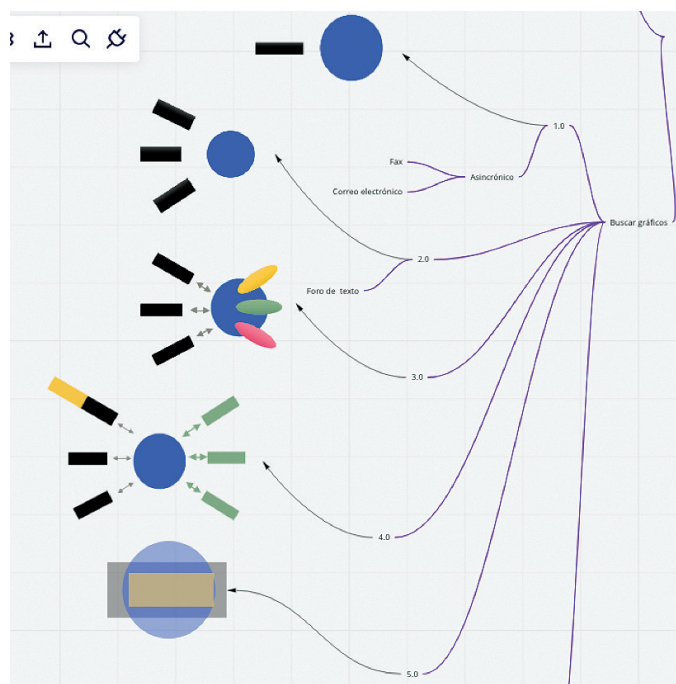 1.0
Fax
Asincrónico
Correo electrónico
Buscar gráficos
2.0
Foro de texto
3.0
4.0
5.0